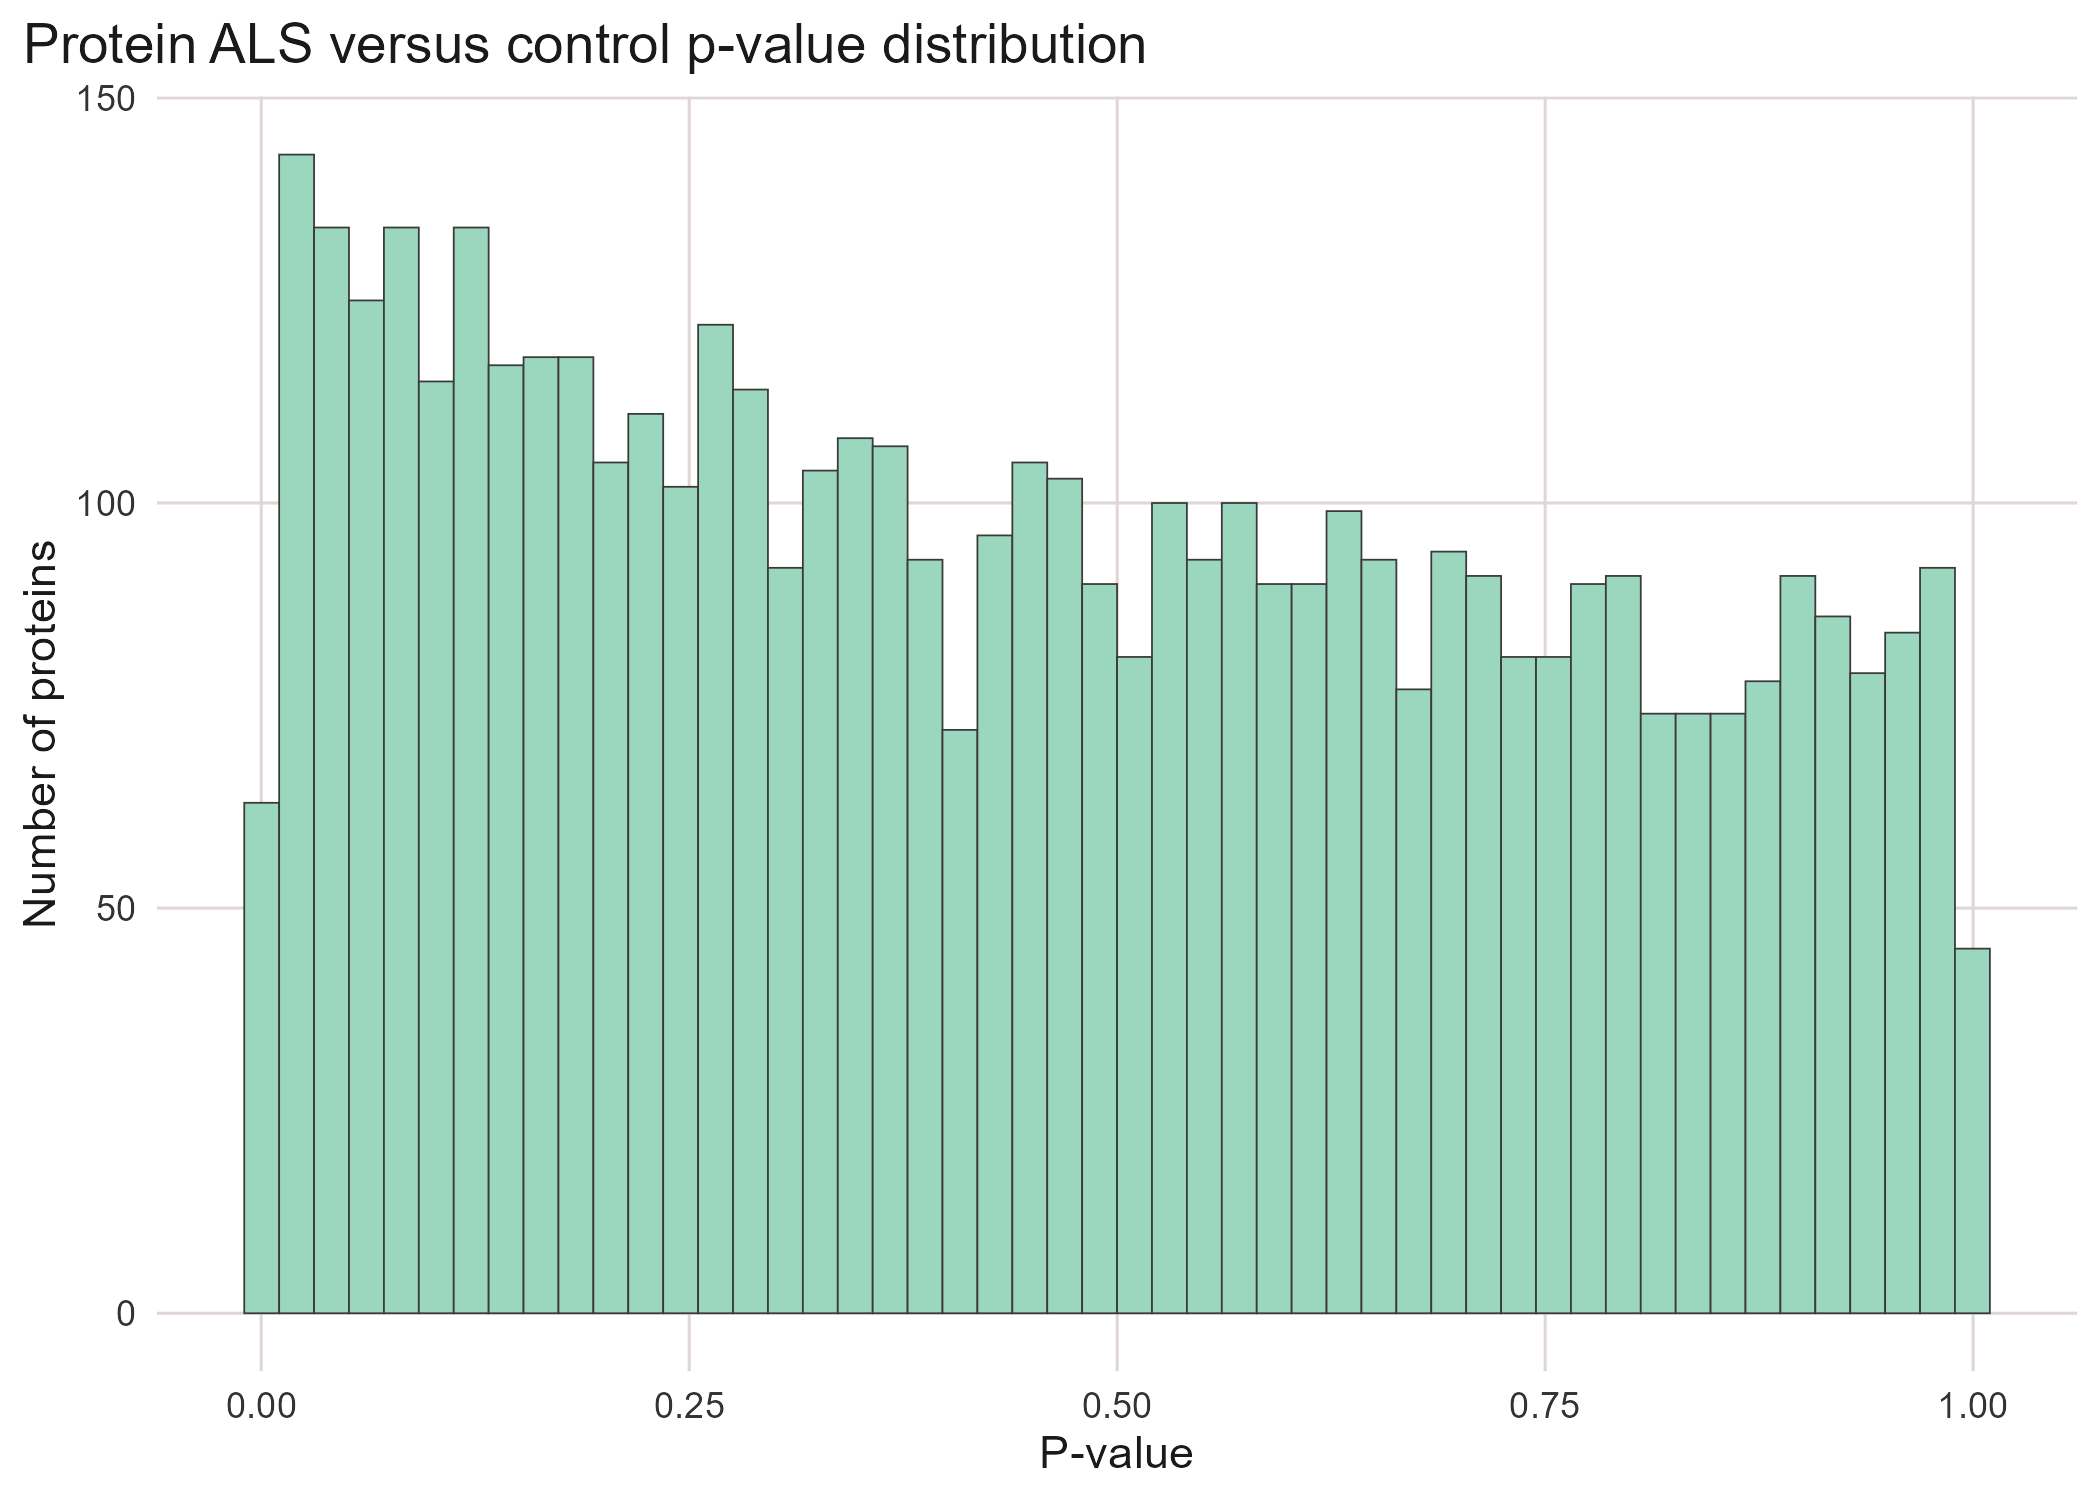 Protein ALS versus control p-value distribution
150
100
50
0
Number of proteins
0.00 0.25 0.50 0.75 1.00
P-value